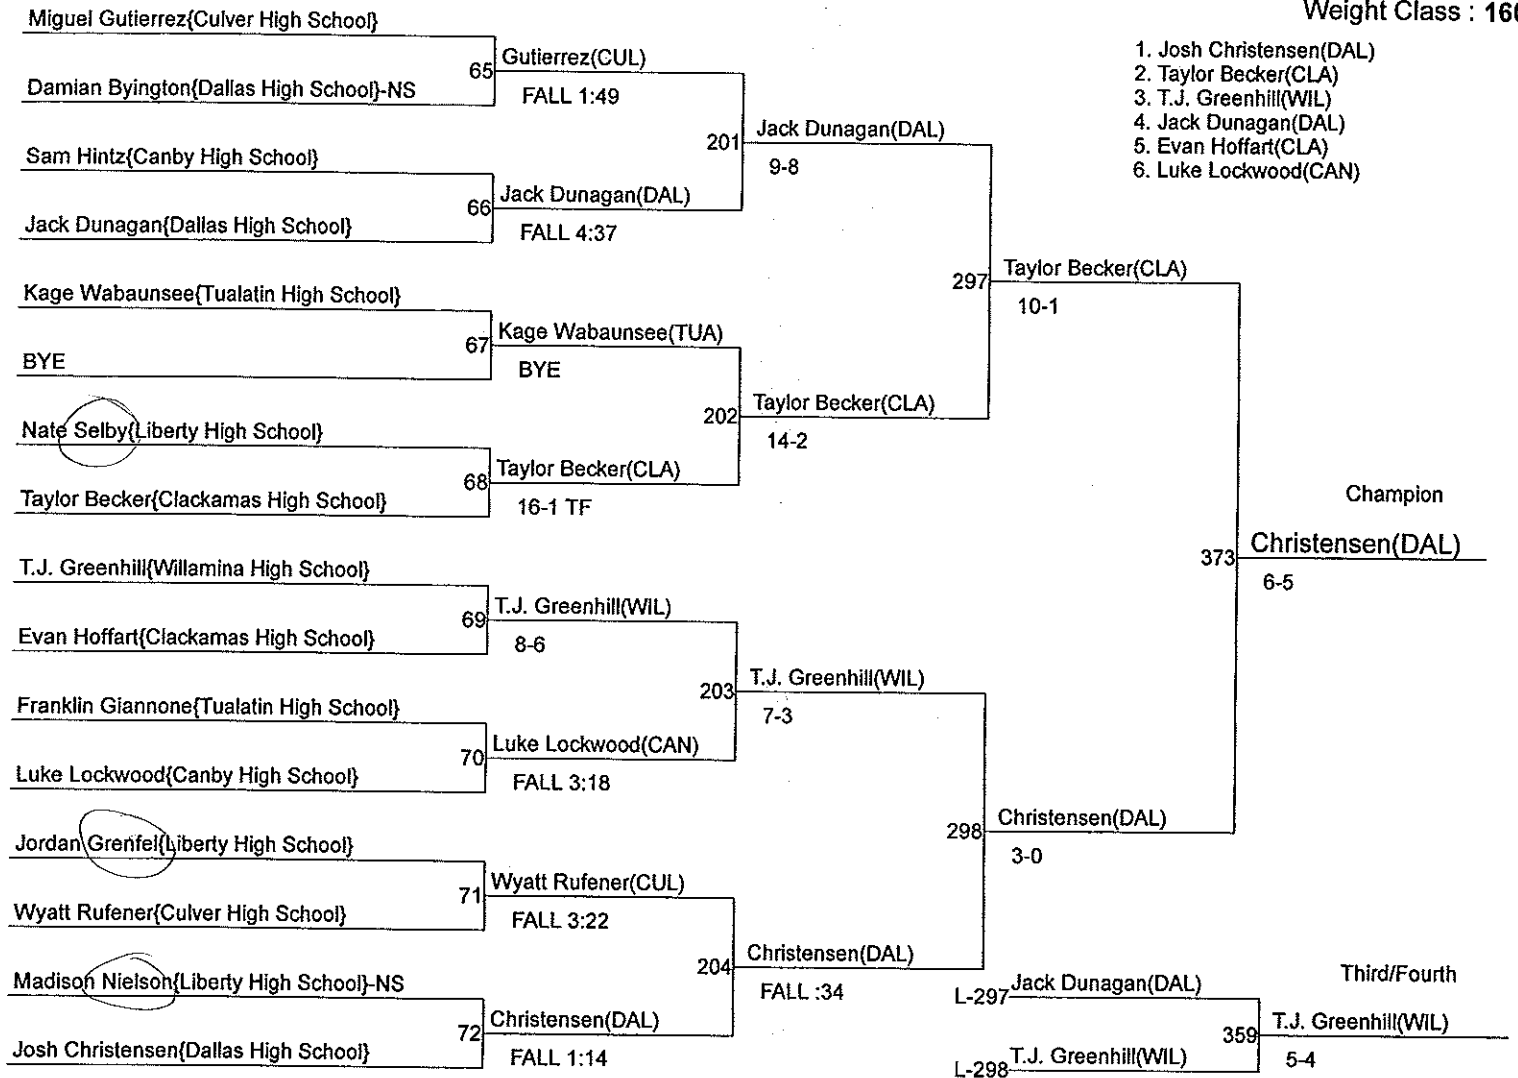 Weight Class : 160
1. Josh Christensen(DAL)
2. Taylor Becker(CLA)
3. T.J. Greenhill(WIL)
4. Jack Dunagan(DAL)
5. Evan Hoffart(CLA)
6. Luke Lockwood(CAN)
Miguel Gutierrez{Culver High School}
65 Gutierrez(CUL)
Damian Byington{Dallas High School}-NS
FALL 1:49
201 Jack Dunagan(DAL)
9-8
Sam Hintz{Canby High School}
66 Jack Dunagan(DAL)
Jack Dunagan{Dallas High School}
FALL 4:37
297 Taylor Becker(CLA)
10-1
Kage Wabaunsee{Tualatin High School}
67 Kage Wabaunsee(TUA)
BYE
BYE
202 Taylor Becker(CLA)
14-2
Nate Selby{Liberty High School}
68 Taylor Becker(CLA)
Taylor Becker{Clackamas High School}
16-1 TF
Champion
373 Christensen(DAL)
6-5
T.J. Greenhill{Willamina High School}
69 T.J. Greenhill(WIL)
Evan Hoffart{Clackamas High School}
8-6
203 T.J. Greenhill(WIL)
7-3
Franklin Giannone{Tualatin High School}
70 Luke Lockwood(CAN)
Luke Lockwood{Canby High School}
FALL 3:18
298 Christensen(DAL)
3-0
Jordan Grenfel{Liberty High School}
71 Wyatt Rufener(CUL)
Wyatt Rufener{Culver High School}
FALL 3:22
204 Christensen(DAL)
FALL :34
Madison Nielson{Liberty High School}-NS
72 Christensen(DAL)
Josh Christensen{Dallas High School}
FALL 1:14
Third/Fourth
L-297 Jack Dunagan(DAL)
359 T.J. Greenhill(WIL)
L-298 T.J. Greenhill(WIL)
5-4